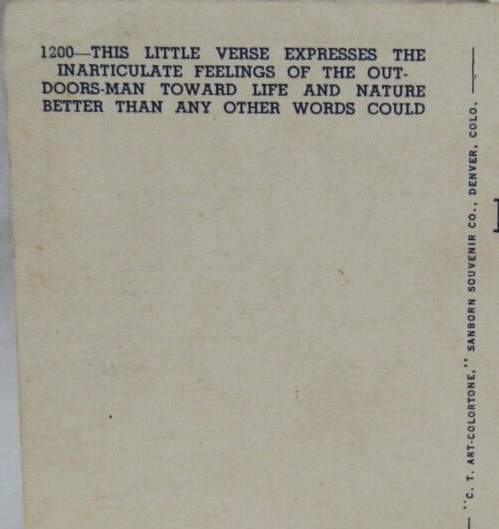 1200—THIS LITTLE VERSE EXPRESSES THE
INARTICULATE FEELINGS OF THE OUT-
DOORS-MAN TOWARD LIFE AND NATURE
BETTER THAN ANY OTHER WORDS COULD
"C. T. ART-COLORTONE," SANBORN SOUVENIR CO., DENVER, COLO.